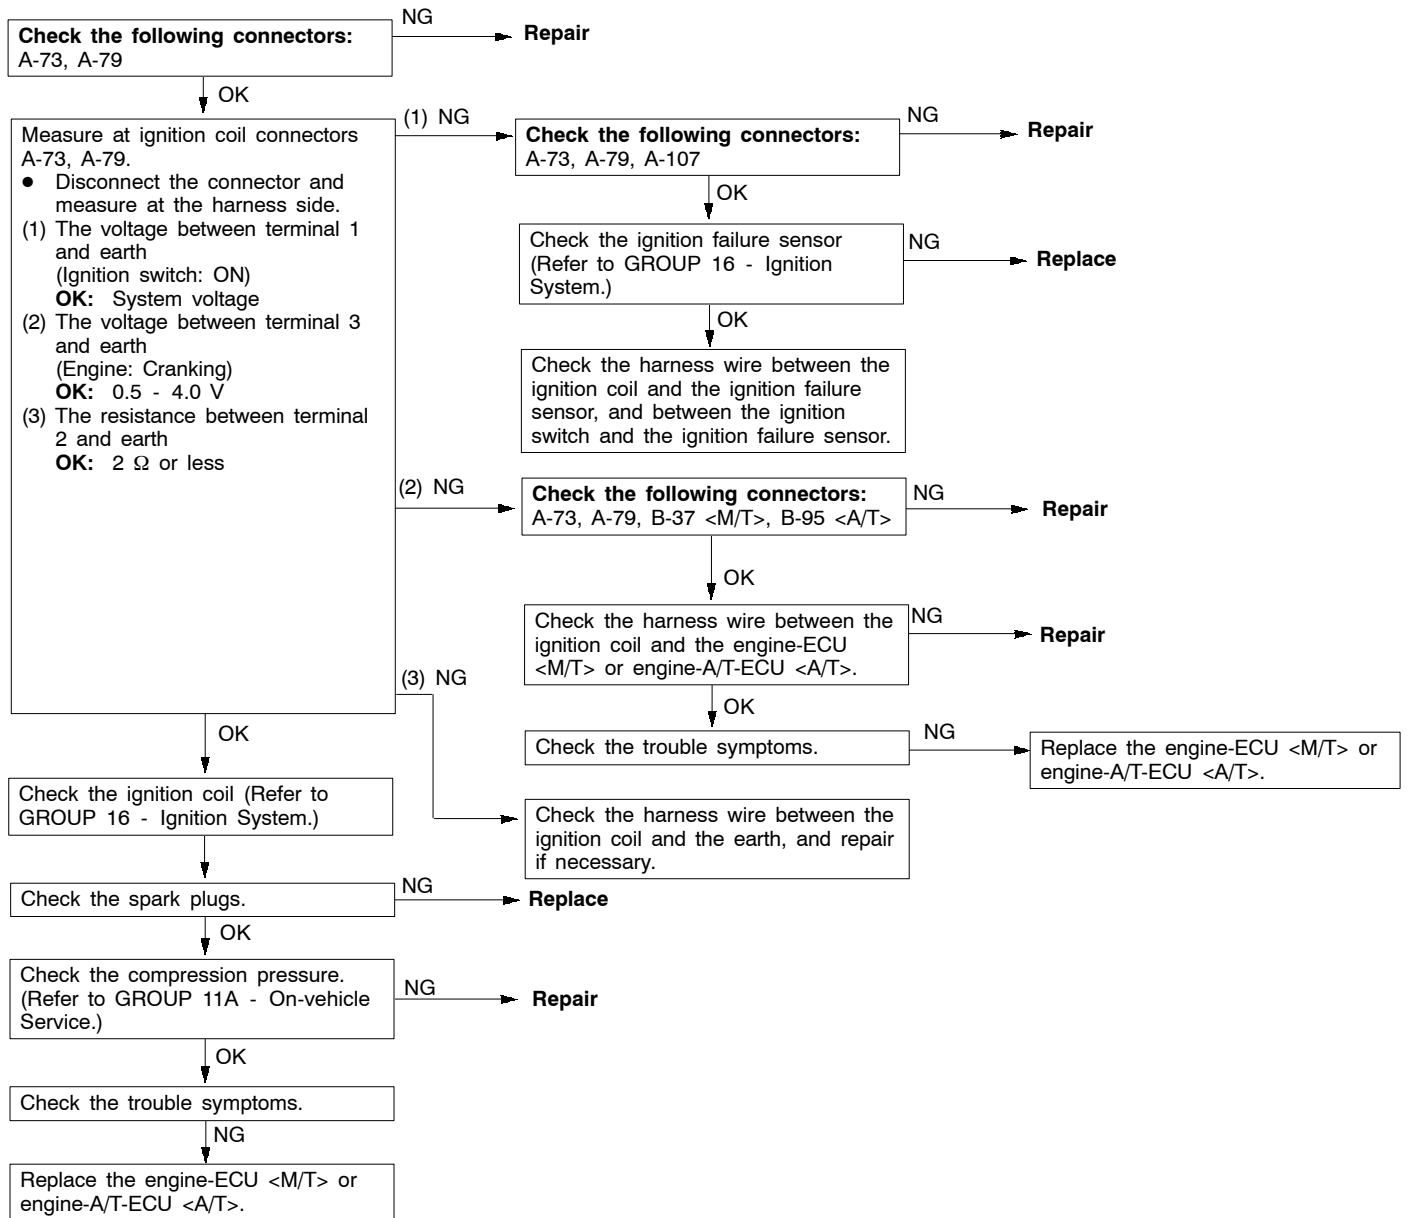 Check the following connectors:
A-73, A-79
NG
Repair
OK
Measure at ignition coil connectors
A-73, A-79.
● Disconnect the connector and
measure at the harness side.
(1) The voltage between terminal 1
and earth
(Ignition switch: ON)
OK: System voltage
(2) The voltage between terminal 3
and earth
(Engine: Cranking)
OK: 0.5 - 4.0 V
(3) The resistance between terminal
2 and earth
OK: 2 Ω or less
(1) NG
Check the following connectors:
A-73, A-79, A-107
NG
Repair
OK
Check the ignition failure sensor
(Refer to GROUP 16 - Ignition
System.)
NG
Replace
OK
Check the harness wire between the
ignition coil and the ignition failure
sensor, and between the ignition
switch and the ignition failure sensor.
(2) NG
Check the following connectors:
A-73, A-79, B-37 <M/T>, B-95 <A/T>
NG
Repair
OK
Check the harness wire between the
ignition coil and the engine-ECU
<M/T> or engine-A/T-ECU <A/T>.
NG
Repair
OK
Check the trouble symptoms.
NG
Replace the engine-ECU <M/T> or
engine-A/T-ECU <A/T>.
(3) NG
Check the harness wire between the
ignition coil and the earth, and repair
if necessary.
OK
Check the ignition coil (Refer to
GROUP 16 - Ignition System.)
Check the spark plugs.
NG
Replace
OK
Check the compression pressure.
(Refer to GROUP 11A - On-vehicle
Service.)
NG
Repair
OK
Check the trouble symptoms.
NG
Replace the engine-ECU <M/T> or
engine-A/T-ECU <A/T>.